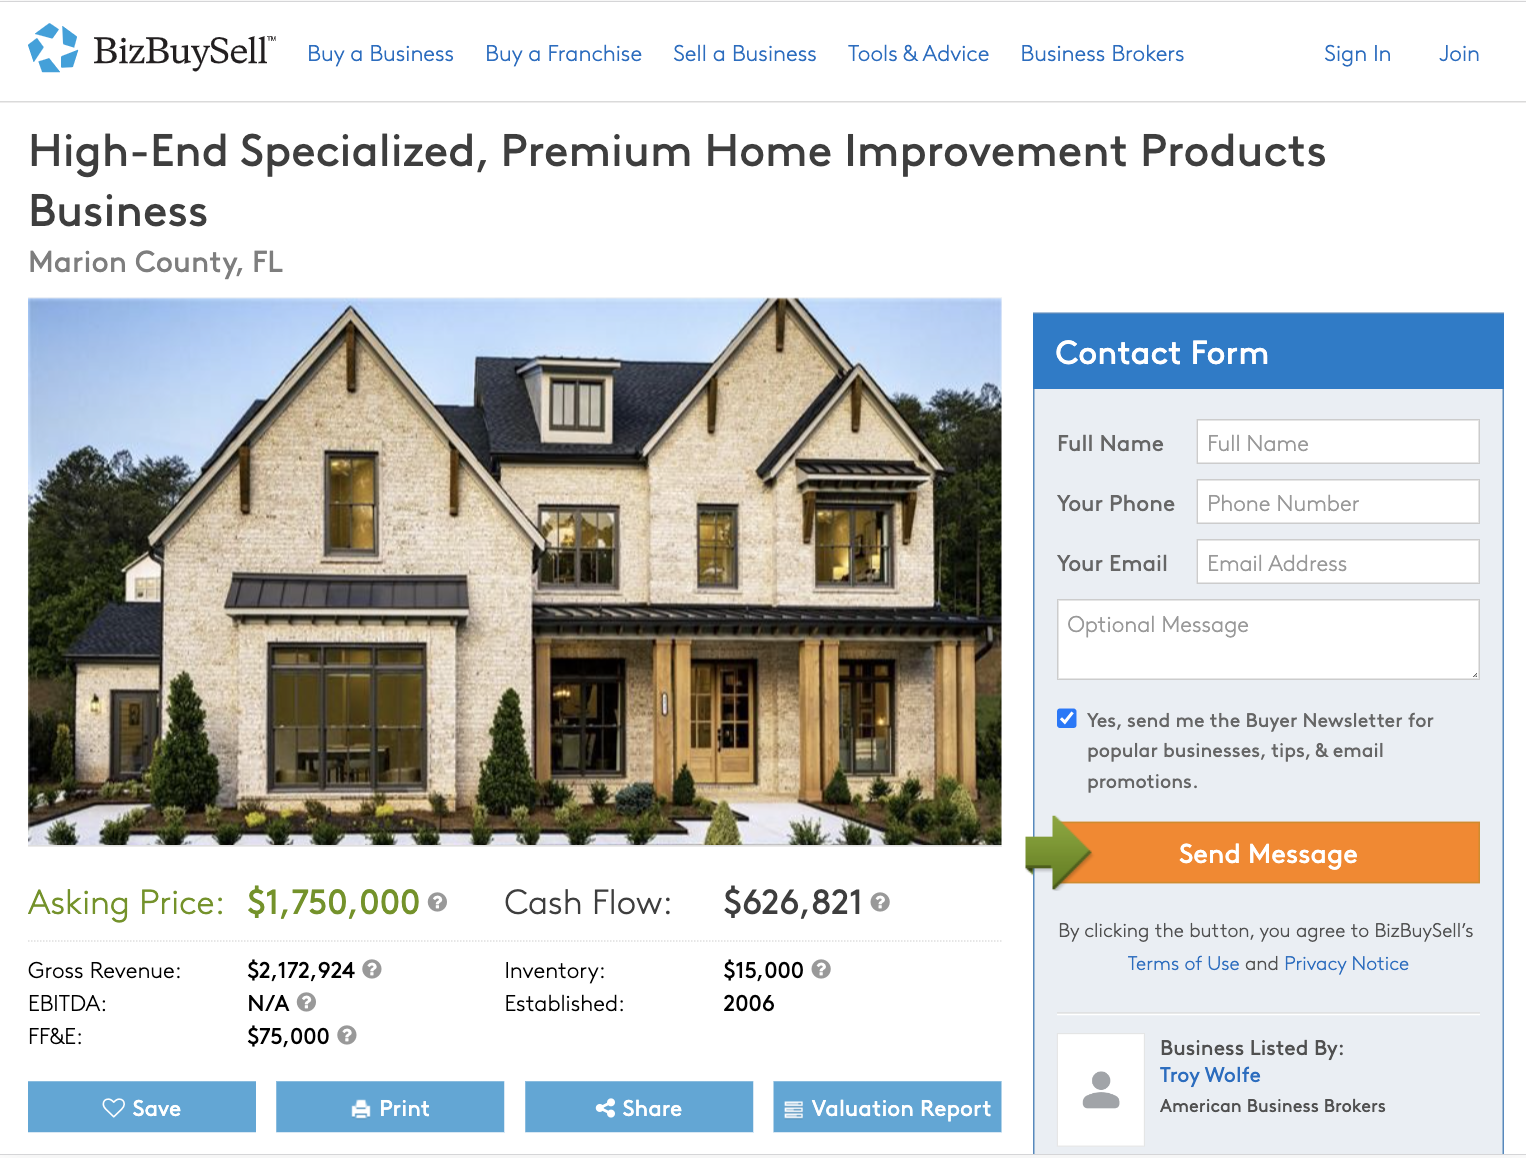 BizBuySell™ Buy a Business Buy a Franchise Sell a Business Tools & Advice Business Brokers Sign In Join
High-End Specialized, Premium Home Improvement Products
Business
Marion County, FL
Contact Form
Full Name Full Name
Your Phone Phone Number
Your Email Email Address
Optional Message
Yes, send me the Buyer Newsletter for
popular businesses, tips, & email
promotions.
Send Message
By clicking the button, you agree to BizBuySell's
Terms of Use and Privacy Notice
Business Listed By:
Troy Wolfe
American Business Brokers
Asking Price: $1,750,000 ? Cash Flow: $626,821 ?
Gross Revenue: $2,172,924 ? Inventory: $15,000 ?
EBITDA: N/A ? Established: 2006
FF&E: $75,000 ?
Save Print Share Valuation Report